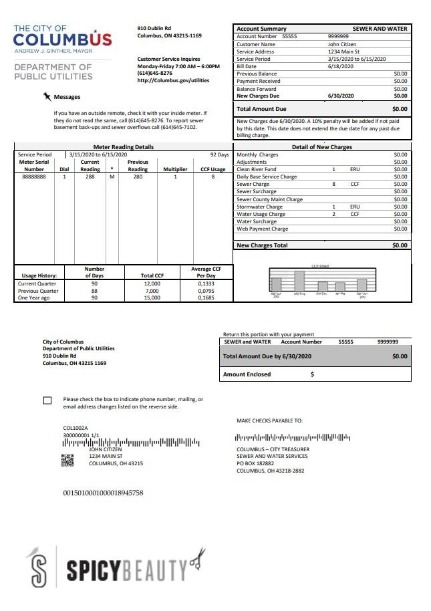 THE CITY OF
COLUMBUS
ANDREW J. GINTHER, MAYOR
DEPARTMENT OF
PUBLIC UTILITIES
910 Dublin Rd
Columbus, OH 43215-1169
Customer Service Inquires
Monday-Friday 7:00 AM – 6:00PM
(614)645-8276
http://Columbus.gov/utilities
Messages
If you have an outside remote, check it with your inside meter. If
they do not read the same, call (614)645-8276. To report sewer
basement back-ups and sewer overflows call (614)645-7102.
Account Summary SEWER AND WATER
Account Number 55555 9999999
Customer Name John Citizen
Service Address 1234 Main St
Service Period 3/15/2020 to 6/15/2020
Bill Date 6/18/2020
Previous Balance $0.00
Payment Received $0.00
Balance Forward $0.00
New Charges Due 6/30/2020 $0.00
Total Amount Due $0.00
New Charges due 6/30/2020. A 10% penalty will be added if not paid
by this date. This date does not extend the due date for any past due
billing charge.
Meter Reading Details
Service Period 3/15/2020 to 6/15/2020 92 Days
Meter Serial Number Dial Current Reading * Previous Reading Multiplier CCF Usage
88888888 1 288 M 280 1 8
Usage History: Number of Days Total CCF Average CCF Per Day
Current Quarter 90 12,000 0,1333
Previous Quarter 88 7,000 0,0795
One Year ago 90 15,000 0,1685
Detail of New Charges
Monthly Charges $0.00
Adjustments $0.00
Clean River Fund 1 ERU $0.00
Daily Base Service Charge $0.00
Sewer Charge 8 CCF $0.00
Sewer Surcharge $0.00
Sewer County Maint Charge $0.00
Stormwater Charge 1 ERU $0.00
Water Usage Charge 2 CCF $0.00
Water Surcharge $0.00
Web Payment Charge $0.00
New Charges Total $0.00
City of Columbus
Department of Public Utilities
910 Dublin Rd
Columbus, OH 43215 1169
Return this portion with your payment
SEWER and WATER Account Number 55555 9999999
Total Amount Due by 6/30/2020 $0.00
Amount Enclosed $
Please check the box to indicate phone number, mailing, or
email address changes listed on the reverse side.
COL1002A
300000001 1/1
JOHN CITIZEN
1234 MAIN ST
COLUMBUS, OH 43215
MAKE CHECKS PAYABLE TO:
COLUMBUS – CITY TREASURER
SEWER AND WATER SERVICES
PO BOX 182882
COLUMBUS, OH 43218-2882
0015010001000018945758
S SPICYBEAUTY